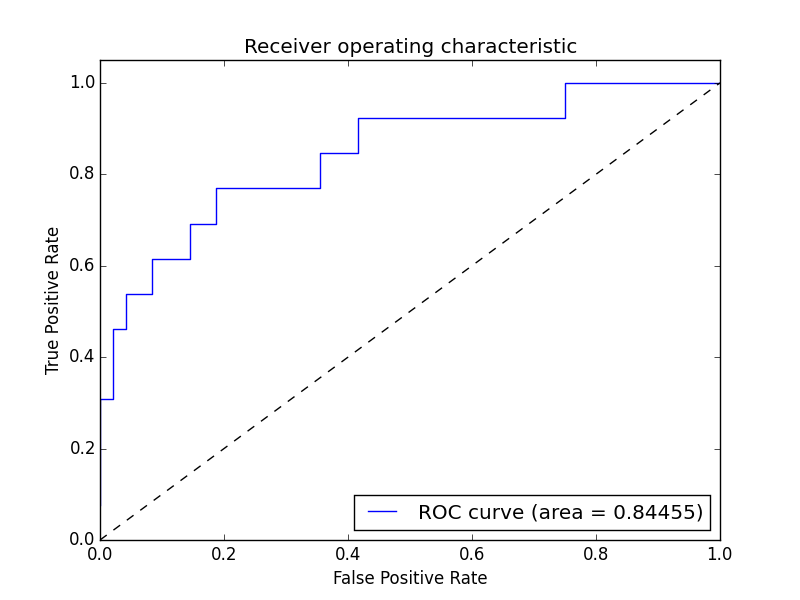 Receiver operating characteristic
1.0
0.8
0.6
0.4
0.2
0.0
True Positive Rate
ROC curve (area = 0.84455)
0.0 0.2 0.4 0.6 0.8 1.0
False Positive Rate